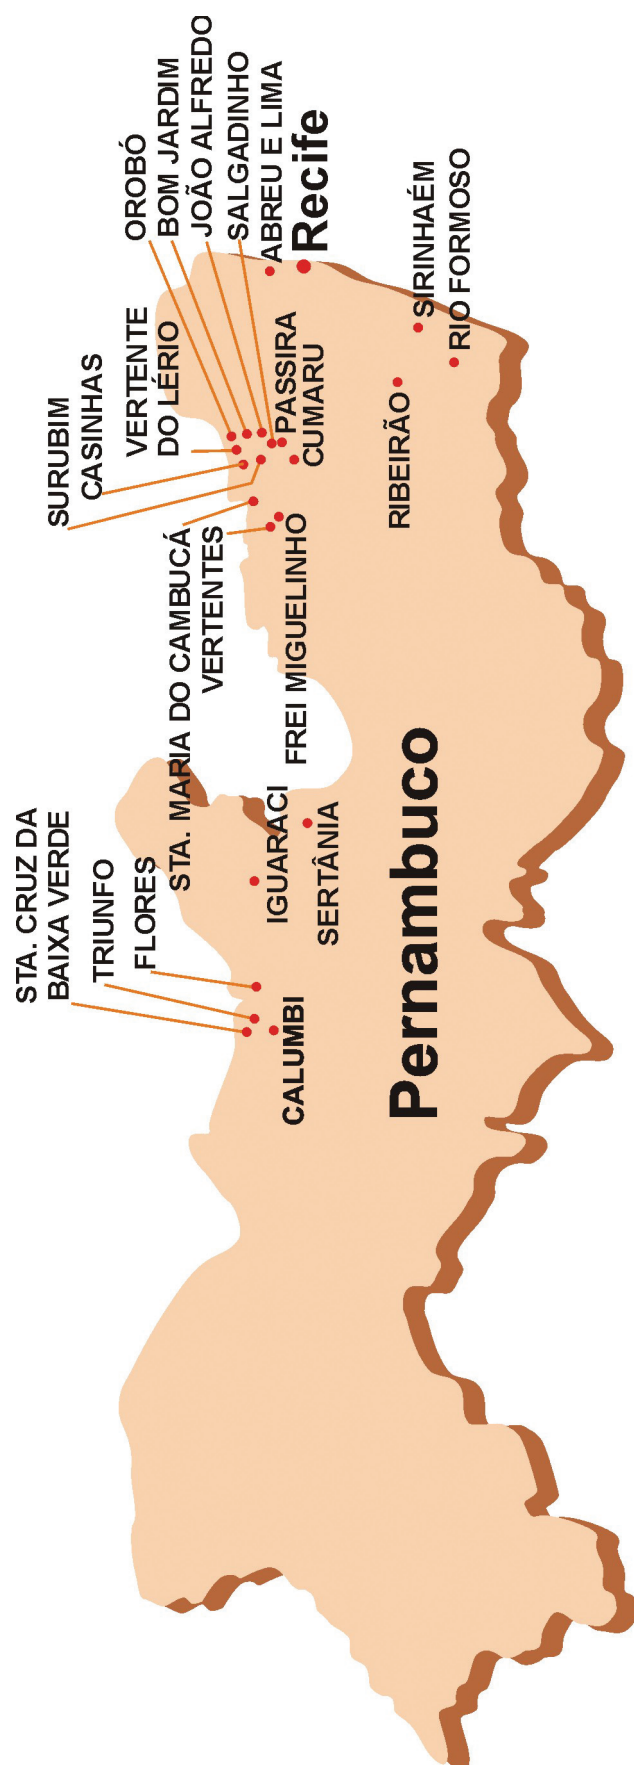 STA. CRUZ DA
BAIXA VERDE
TRIUNFO
FLORES
CALUMBI
IGUARACI
SERTÂNIA
STA. MARIA DO CAMBUCÁ
VERTENTES
FREI MIGUELINHO
SURUBIM
CASINHAS
VERTENTE
DO LÉRIO
OROBÓ
BOM JARDIM
JOÃO ALFREDO
SALGADINHO
ABREU E LIMA
Recife
PASSIRA
CUMARU
RIBEIRÃO
SIRINHAÉM
RIO FORMOSO
Pernambuco